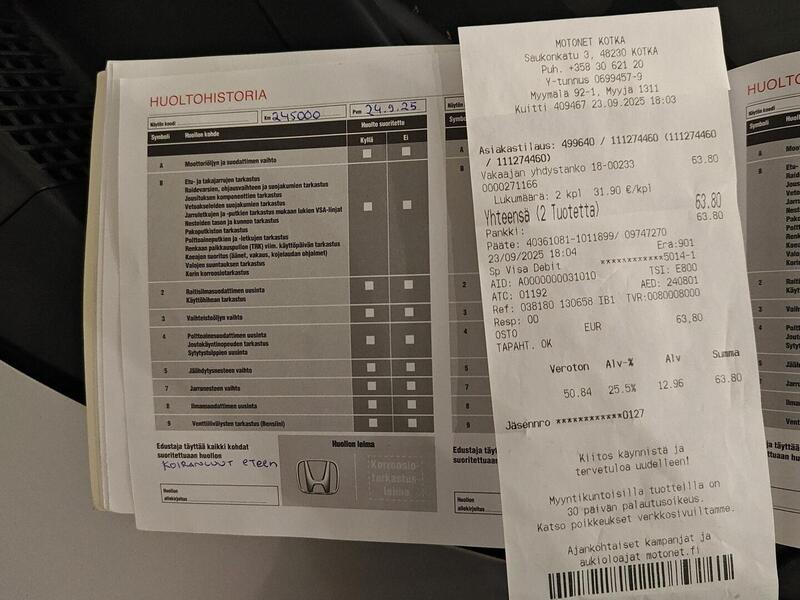 HUOLTOHISTORIA
Näytön koodi:
Km 245000
Pvm 24.9.25
Symboli Huollon kohde
Huolto suoritettu
Kyllä Ei
A Moottoriöljyn ja suodattimen vaihto
B Etu- ja takajarrujen tarkastus
Raidevarsien, ohjausvaihteen ja suojakumien tarkastus
Jousituksen komponenttien tarkastus
Vetoakseleiden suojakumien tarkastus
Jarruletkujen ja -putkien tarkastus mukaan lukien VSA-linjat
Nesteiden tason ja kunnon tarkastus
Pakoputkiston tarkastus
Polttoaineputkien ja -letkujen tarkastus
Renkaan paikkauspullon (TRK) viim. käyttöpäivän tarkastus
Koeajon suoritus (äänet, vakaus, kojelaudan ohjaimet)
Valojen suuntauksen tarkastus
Korin korroosiotarkastus
2 Raitisilmasuodattimen uusinta
Käyttöhihnan tarkastus
3 Vaihteistoöljyn vaihto
4 Polttoainesuodattimen uusinta
Joutokäyntinopeuden tarkastus
Sytytystulppien uusinta
5 Jäähdytysnesteen vaihto
7 Jarrunesteen vaihto
8 Ilmansuodattimen uusinta
9 Venttiilivälysten tarkastus (Bensiini)
Edustaja täyttää kaikki kohdat
suoritettuaan huollon
KOIRANLUUT eteen
Huollon
allekirjoitus
Huollon leima
Korroosio-
tarkastus
leima
MOTONET KOTKA
Saukonkatu 3, 48230 KOTKA
Puh. +358 30 621 20
Y-tunnus 0699457-9
Myymälä 92-1, Myyjä 1311
Kuitti 409467 23.09.2025 18:03
Asiakastilaus: 499640 / 111274460 (111274460
/ 111274460)
Vakaajan yhdystanko 18-00233 63.80
0000271166
Lukumäärä: 2 kpl 31.90 €/kpl
Yhteensä (2 Tuotetta) 63.80
Pankki: 63.80
Pääte: 40361081-1011899/ 09747270
23/09/2025 18:04 Era:901
Sp Visa Debit ************5014-1
AID: A0000000031010 TSI: E800
ATC: 01192 AED: 240801
Ref: 038180 130658 IB1 TVR:0080008000
Resp: 00
OSTO EUR 63,80
TAPAHT. OK
Veroton Alv-% Alv Summa
50.84 25.5% 12.96 63.80
Jäsennro ************0127
Kiitos käynnistä ja
tervetuloa uudelleen!
Myyntikuntoisilla tuotteilla on
30 päivän palautusoikeus.
Katso poikkeukset verkkosivuiltamme.
Ajankohtaiset kampanjat ja
aukioloajat motonet.fi